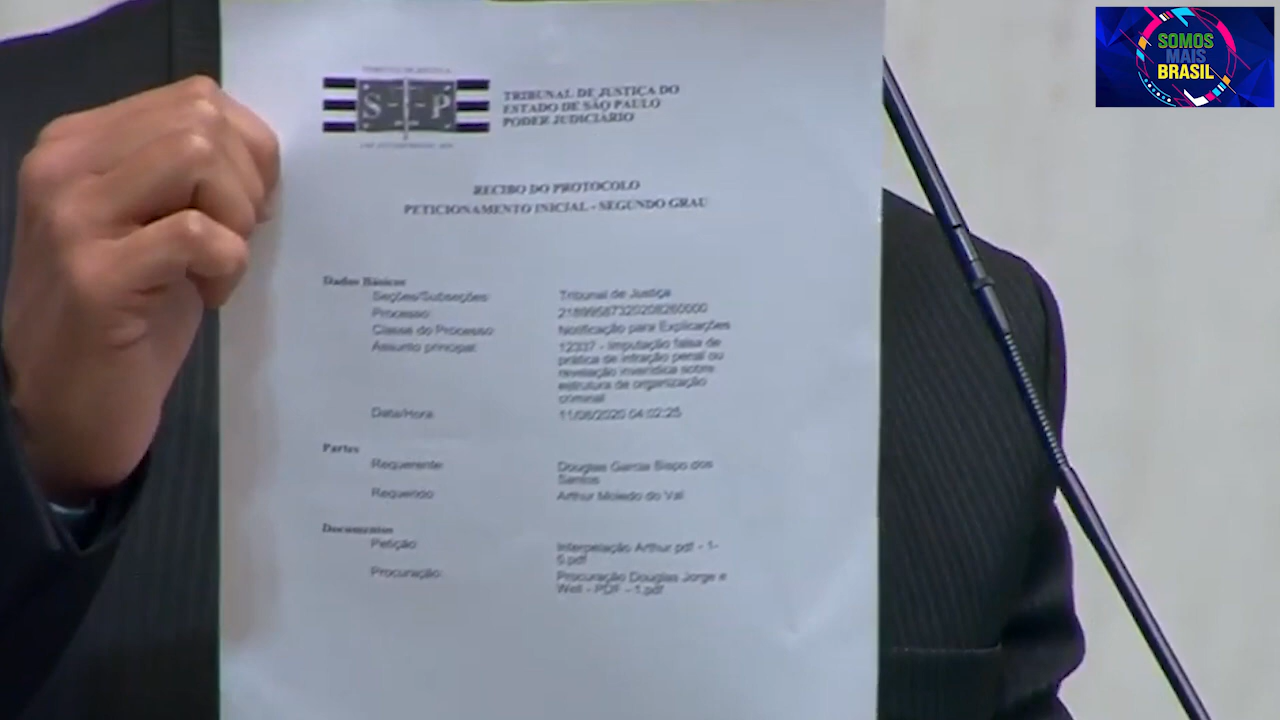 SOMOS
MAIS
BRASIL
S P
TRIBUNAL DE JUSTIÇA DO
ESTADO DE SÃO PAULO
PODER JUDICIÁRIO
RECIBO DO PROTOCOLO
PETICIONAMENTO INICIAL - SEGUNDO GRAU
Dados Básicos
Seções/Subseções: Tribunal de Justiça
Processo: 21899587320208260000
Classe do Processo: Notificação para Explicações
Assunto principal: 12337 - Imputação falsa de
prática de infração penal ou
revelação inverídica sobre
estrutura de organização
criminal
Data/Hora: 11/08/2020 04:02:25
Partes
Requerente: Douglas Garcia Bispo dos
Santos
Requerido: Arthur Moledo do Val
Documentos
Petição: Interpelação Arthur.pdf - 1-
5.pdf
Procuração: Procuração Douglas Jorge e
Well - PDF - 1.pdf